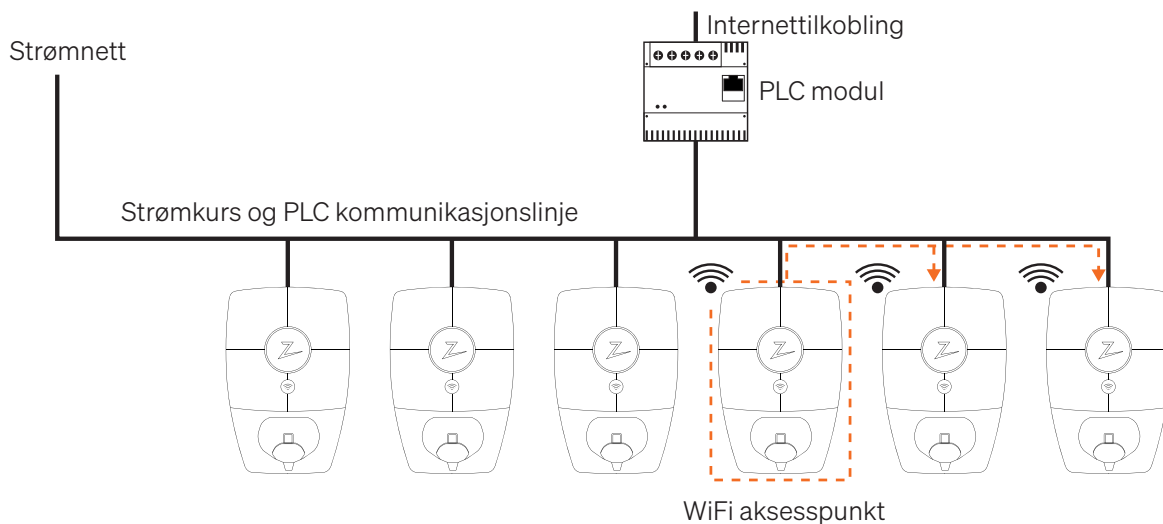 Internettilkobling
Strømnett
PLC modul
Strømkurs og PLC kommunikasjonslinje
WiFi aksesspunkt